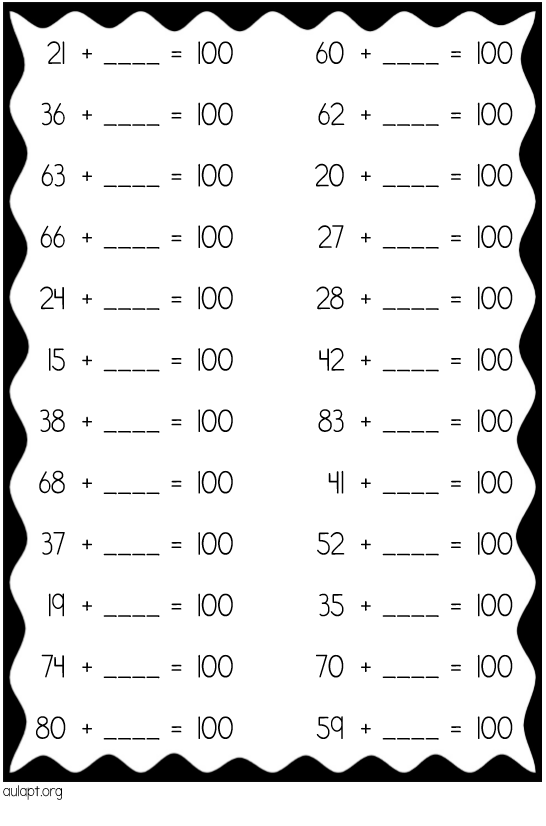 21 + ____ = 100 60 + ____ = 100
36 + ____ = 100 62 + ____ = 100
63 + ____ = 100 20 + ____ = 100
66 + ____ = 100 27 + ____ = 100
24 + ____ = 100 28 + ____ = 100
15 + ____ = 100 42 + ____ = 100
38 + ____ = 100 83 + ____ = 100
68 + ____ = 100 41 + ____ = 100
37 + ____ = 100 52 + ____ = 100
19 + ____ = 100 35 + ____ = 100
74 + ____ = 100 70 + ____ = 100
80 + ____ = 100 59 + ____ = 100
aulapt.org